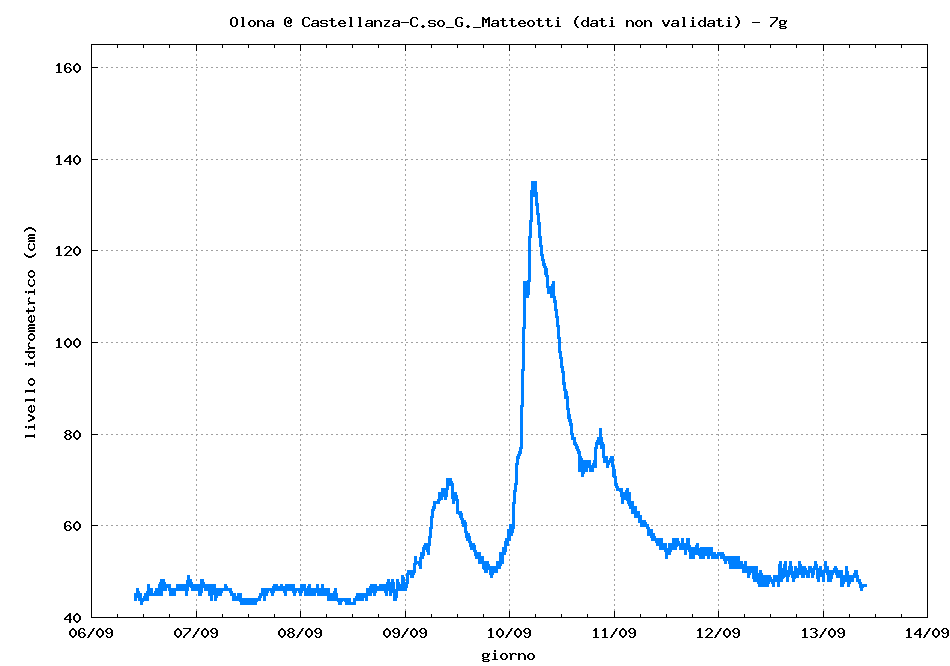 Olona @ Castellanza-C.so_G._Matteotti (dati non validati) - 7g
livello idrometrico (cm)
160
140
120
100
80
60
40
06/09 07/09 08/09 09/09 10/09 11/09 12/09 13/09 14/09
giorno